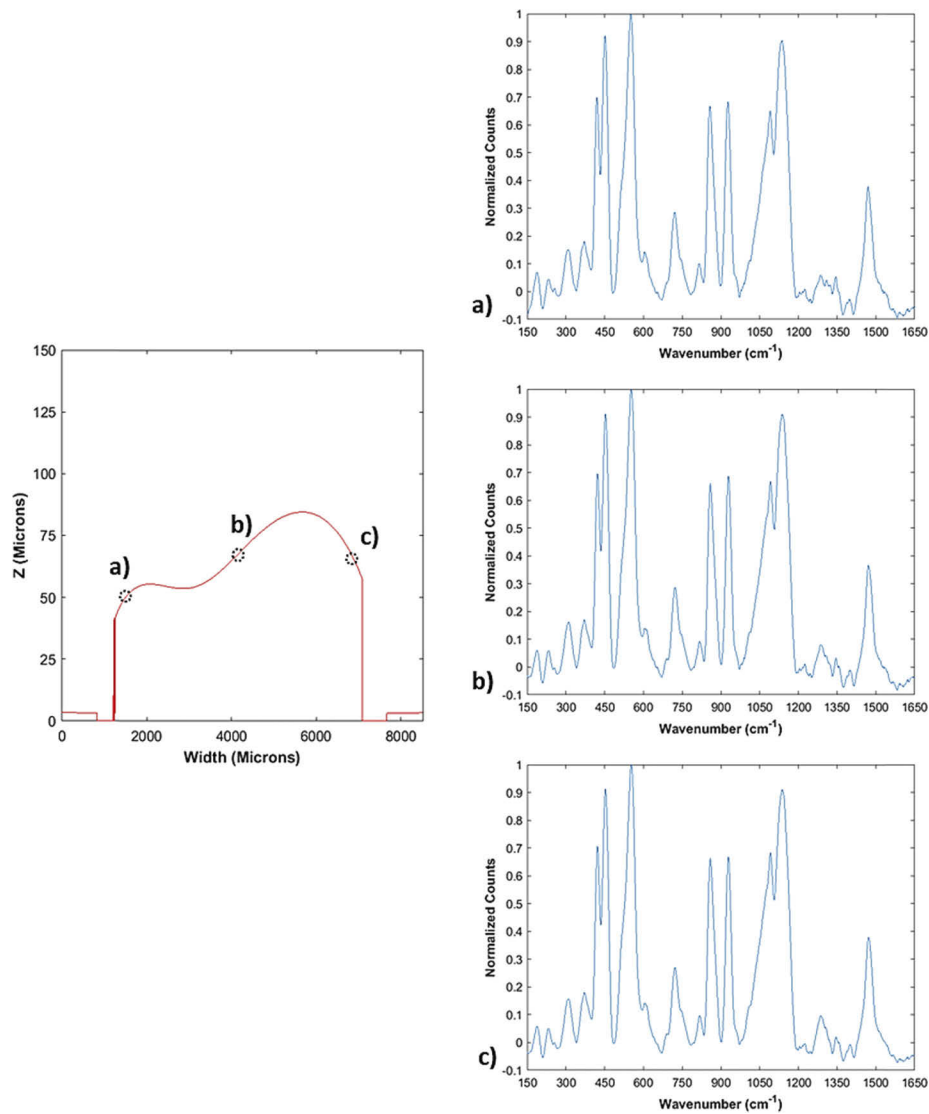 150
125
100
75
50
25
0
Z (Microns)
a)
b)
c)
0 2000 4000 6000 8000
Width (Microns)
1
0.9
0.8
0.7
0.6
0.5
0.4
0.3
0.2
0.1
0
-0.1
Normalized Counts
a)
150 300 450 600 750 900 1050 1200 1350 1500 1650
Wavenumber (cm⁻¹)
1
0.9
0.8
0.7
0.6
0.5
0.4
0.3
0.2
0.1
0
-0.1
Normalized Counts
b)
150 300 450 600 750 900 1050 1200 1350 1500 1650
Wavenumber (cm⁻¹)
1
0.9
0.8
0.7
0.6
0.5
0.4
0.3
0.2
0.1
0
-0.1
Normalized Counts
c)
150 300 450 600 750 900 1050 1200 1350 1500 1650
Wavenumber (cm⁻¹)